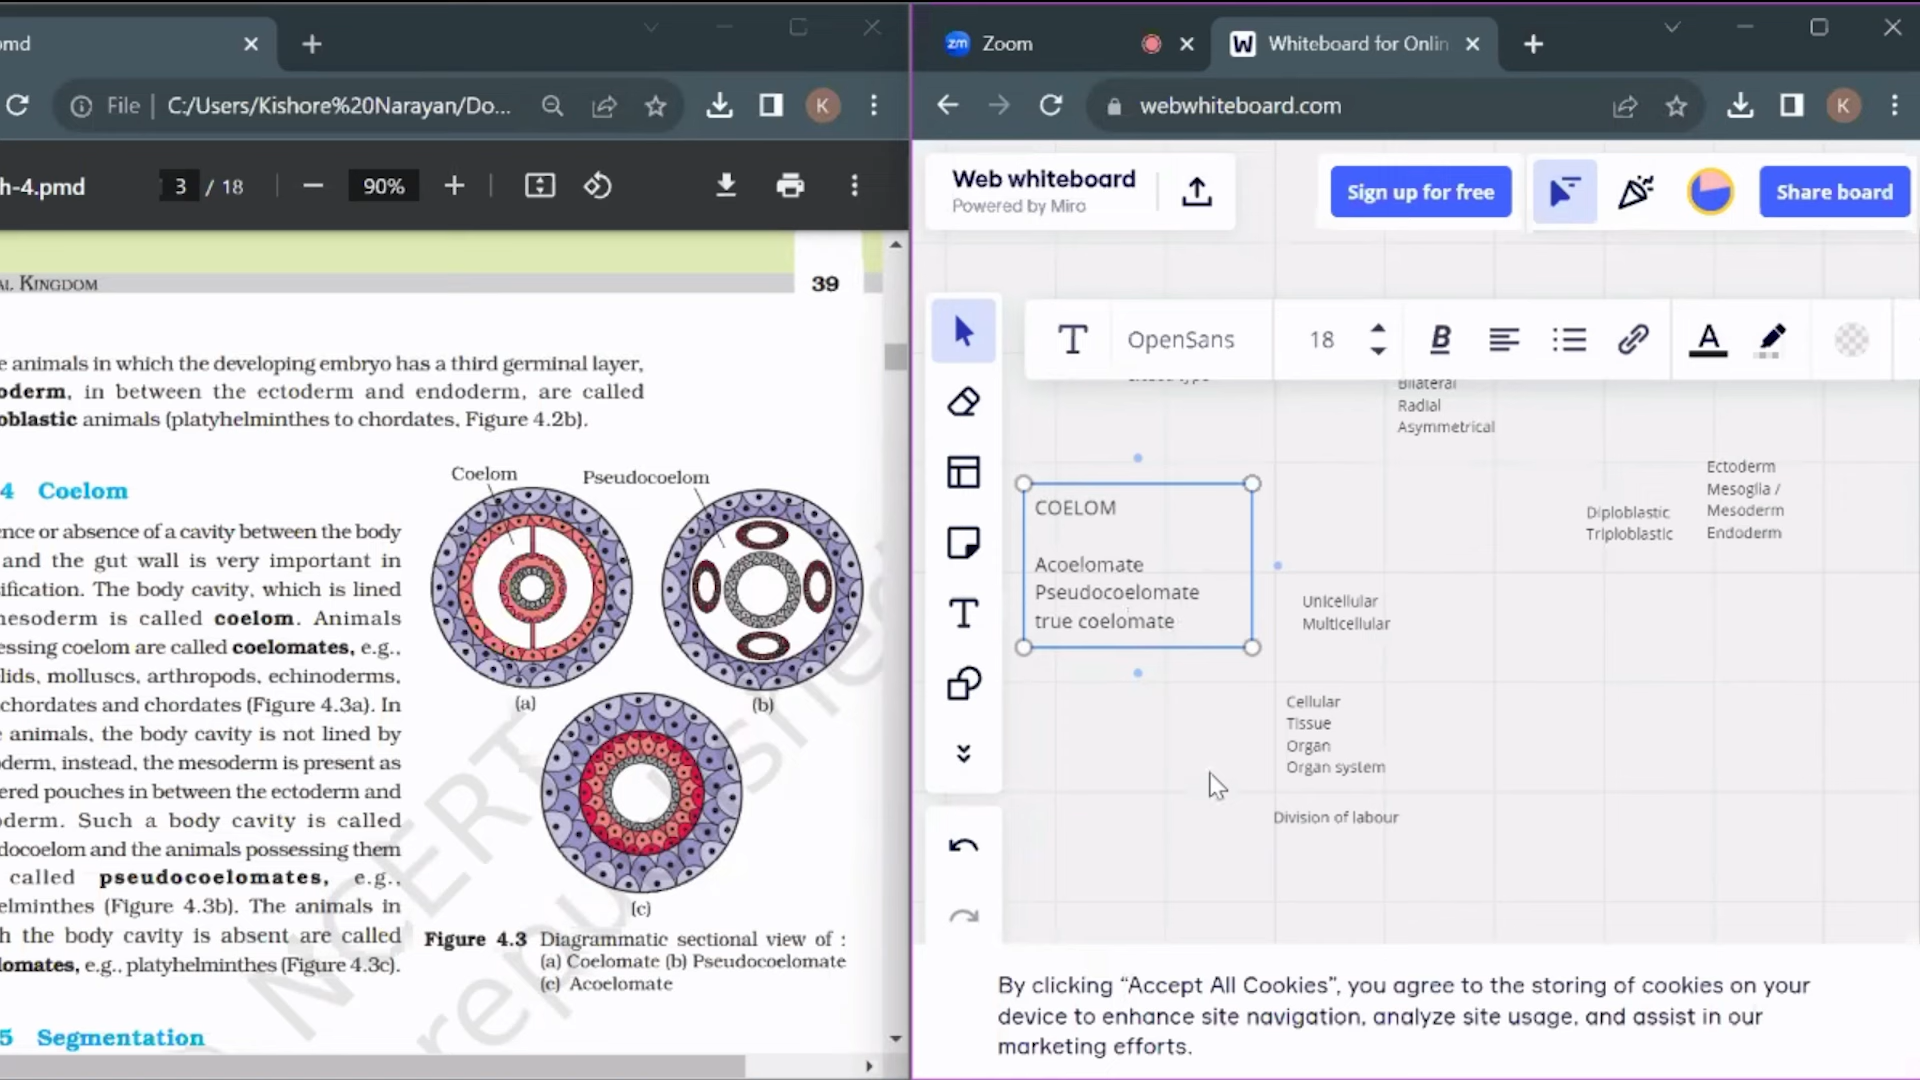 omd
File
C:/Users/Kishore%20Narayan/Do...
K
h-4.pmd
3 / 18
90%
AL KINGDOM
39
e animals in which the developing embryo has a third germinal layer,
oderm, in between the ectoderm and endoderm, are called
oblastic animals (platyhelminthes to chordates, Figure 4.2b).
4 Coelom
ence or absence of a cavity between the body
and the gut wall is very important in
ification. The body cavity, which is lined
mesoderm is called coelom. Animals
essing coelom are called coelomates, e.g.,
lids, molluscs, arthropods, echinoderms,
chordates and chordates (Figure 4.3a). In
e animals, the body cavity is not lined by
derm, instead, the mesoderm is present as
ered pouches in between the ectoderm and
oderm. Such a body cavity is called
docoelom and the animals possessing them
called pseudocoelomates, e.g.,
elminthes (Figure 4.3b). The animals in
h the body cavity is absent are called
lomates, e.g., platyhelminthes (Figure 4.3c).
Coelom
Pseudocoelom
(a)
(b)
(c)
Figure 4.3 Diagrammatic sectional view of :
(a) Coelomate (b) Pseudocoelomate
(c) Acoelomate
5 Segmentation
NCERT
zm Zoom
W Whiteboard for Onlin
webwhiteboard.com
K
Web whiteboard
Powered by Miro
Sign up for free
Share board
OpenSans
18
B
A
Bilateral
Radial
Asymmetrical
COELOM
Acoelomate
Pseudocoelomate
true coelomate
Unicellular
Multicellular
Diploblastic
Triploblastic
Ectoderm
Mesoglia /
Mesoderm
Endoderm
Cellular
Tissue
Organ
Organ system
Division of labour
By clicking “Accept All Cookies”, you agree to the storing of cookies on your
device to enhance site navigation, analyze site usage, and assist in our
marketing efforts.